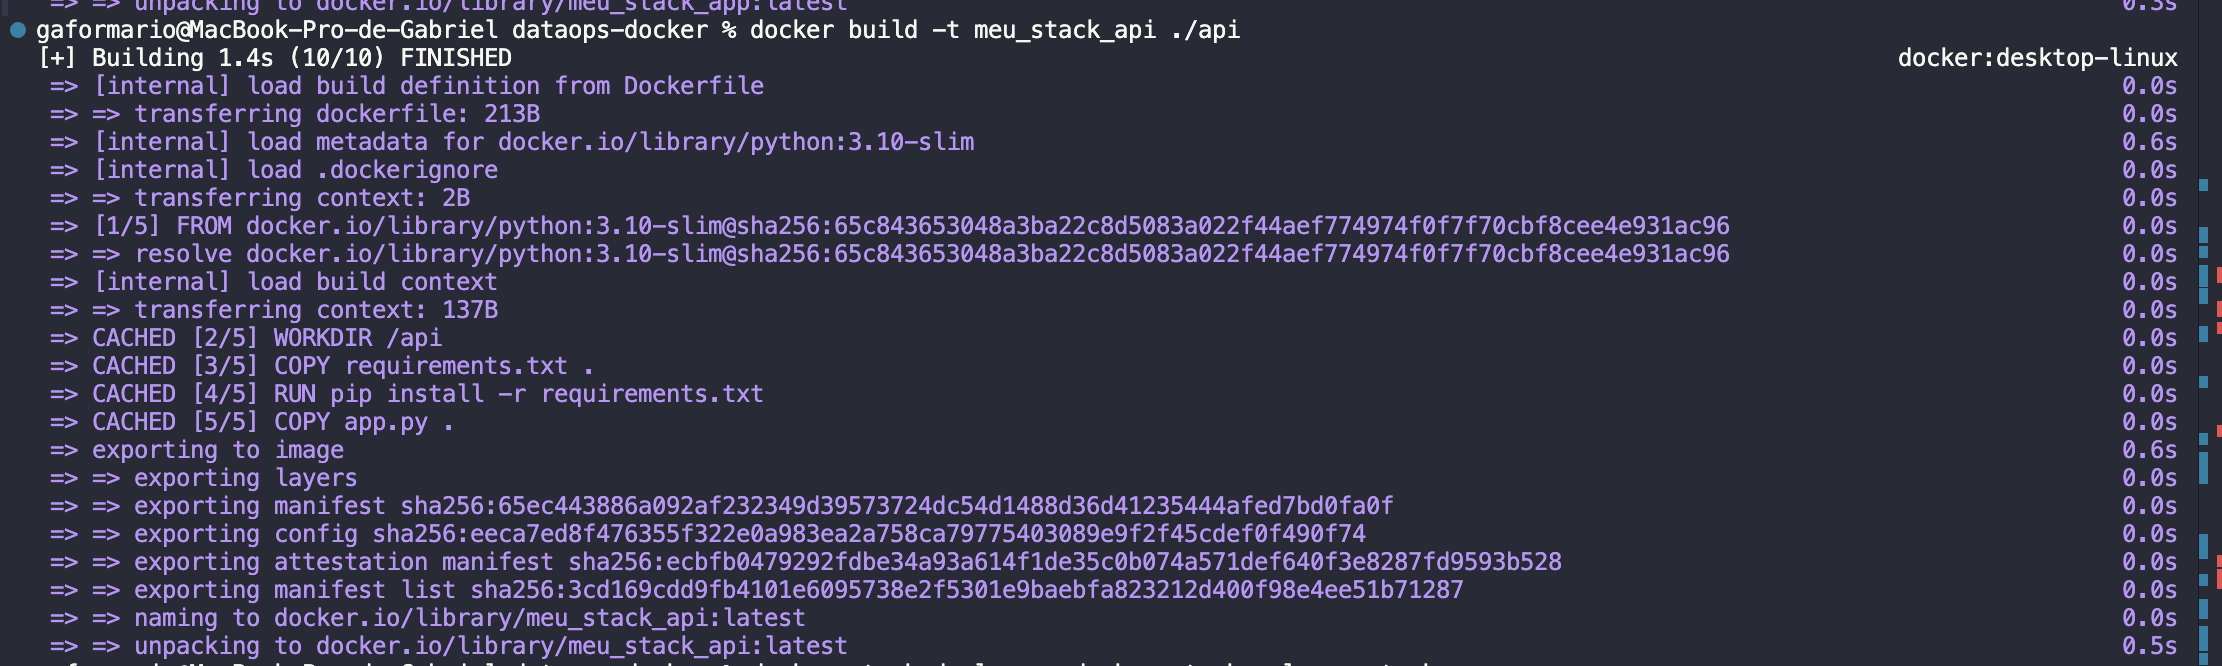 => => unpacking to docker.io/library/meu_stack_app:latest 0.3s
gaformario@MacBook-Pro-de-Gabriel dataops-docker % docker build -t meu_stack_api ./api
[+] Building 1.4s (10/10) FINISHED docker:desktop-linux
=> [internal] load build definition from Dockerfile 0.0s
=> => transferring dockerfile: 213B 0.0s
=> [internal] load metadata for docker.io/library/python:3.10-slim 0.6s
=> [internal] load .dockerignore 0.0s
=> => transferring context: 2B 0.0s
=> [1/5] FROM docker.io/library/python:3.10-slim@sha256:65c843653048a3ba22c8d5083a022f44aef774974f0f7f70cbf8cee4e931ac96 0.0s
=> => resolve docker.io/library/python:3.10-slim@sha256:65c843653048a3ba22c8d5083a022f44aef774974f0f7f70cbf8cee4e931ac96 0.0s
=> [internal] load build context 0.0s
=> => transferring context: 137B 0.0s
=> CACHED [2/5] WORKDIR /api 0.0s
=> CACHED [3/5] COPY requirements.txt . 0.0s
=> CACHED [4/5] RUN pip install -r requirements.txt 0.0s
=> CACHED [5/5] COPY app.py . 0.0s
=> exporting to image 0.6s
=> => exporting layers 0.0s
=> => exporting manifest sha256:65ec443886a092af232349d39573724dc54d1488d36d41235444afed7bd0fa0f 0.0s
=> => exporting config sha256:eeca7ed8f476355f322e0a983ea2a758ca79775403089e9f2f45cdef0f490f74 0.0s
=> => exporting attestation manifest sha256:ecbfb0479292fdbe34a93a614f1de35c0b074a571def640f3e8287fd9593b528 0.0s
=> => exporting manifest list sha256:3cd169cdd9fb4101e6095738e2f5301e9baebfa823212d400f98e4ee51b71287 0.0s
=> => naming to docker.io/library/meu_stack_api:latest 0.0s
=> => unpacking to docker.io/library/meu_stack_api:latest 0.5s